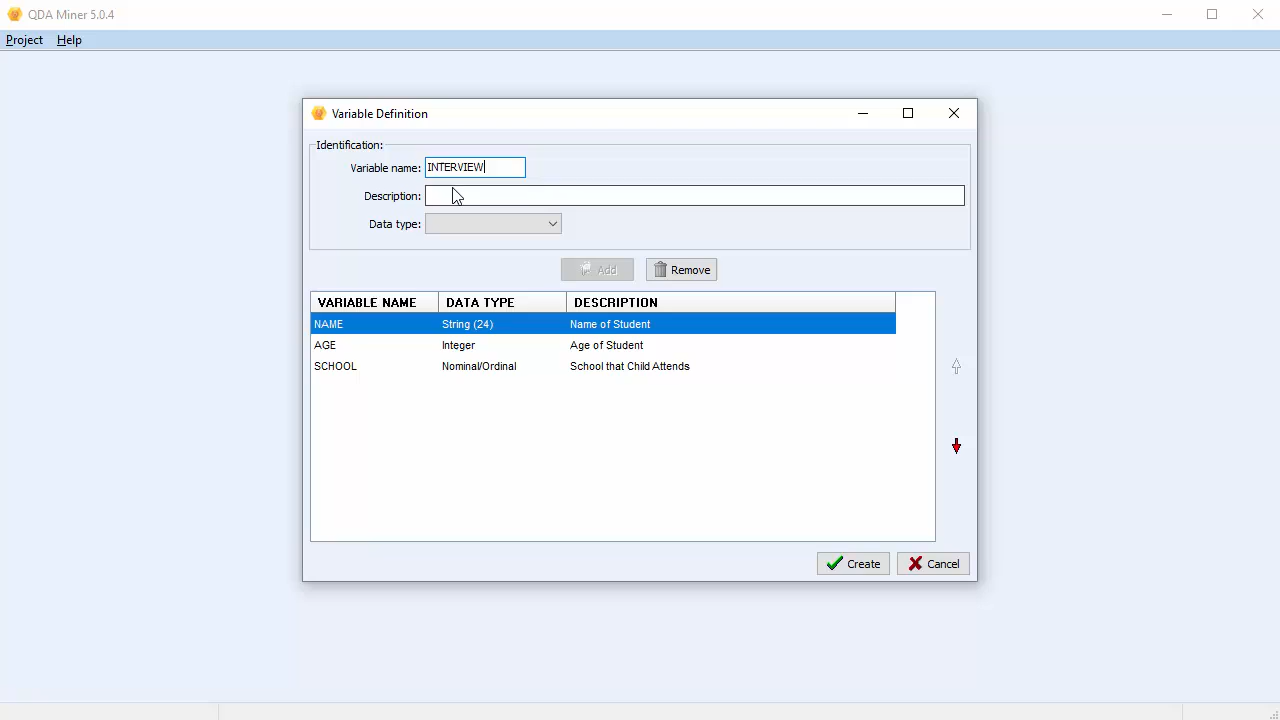 QDA Miner 5.0.4
Project Help
Variable Definition
Identification:
Variable name: INTERVIEW
Description:
Data type:
Add Remove
VARIABLE NAME DATA TYPE DESCRIPTION
NAME String (24) Name of Student
AGE Integer Age of Student
SCHOOL Nominal/Ordinal School that Child Attends
Create Cancel